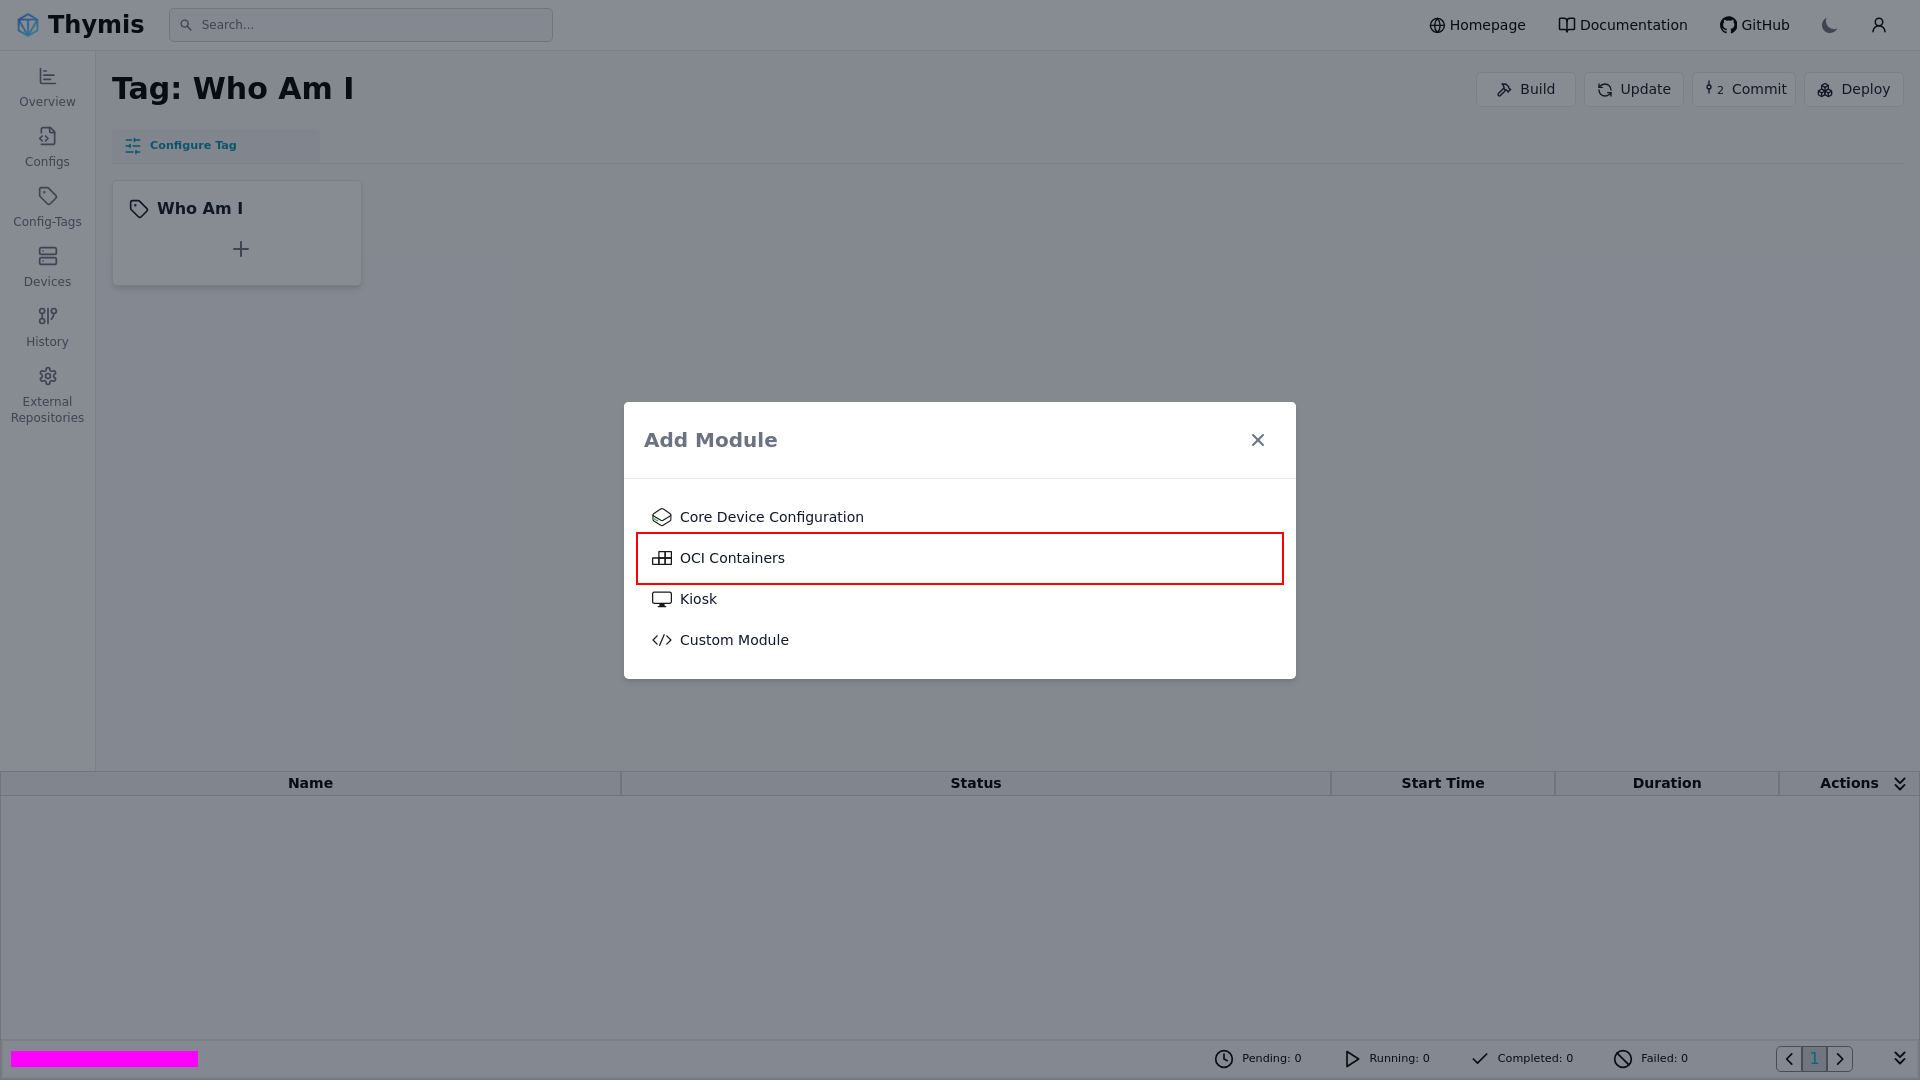 Thymis
Search...
Homepage
Documentation
GitHub
Overview
Configs
Config-Tags
Devices
History
External
Repositories
Tag: Who Am I
Build
Update
2 Commit
Deploy
Configure Tag
Who Am I
Add Module
Core Device Configuration
OCI Containers
Kiosk
Custom Module
Name
Status
Start Time
Duration
Actions
Pending: 0
Running: 0
Completed: 0
Failed: 0
1